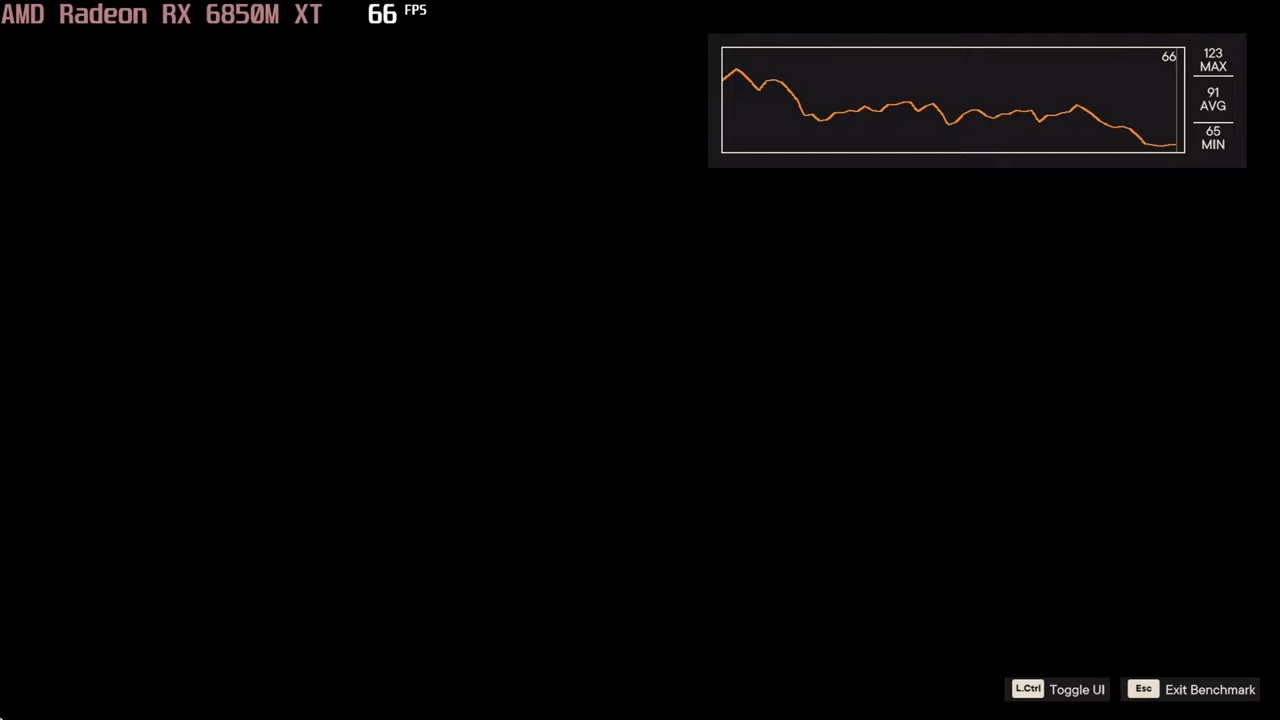 AMD Radeon RX 6850M XT 66 FPS
66
123
MAX
91
AVG
65
MIN
L.Ctrl Toggle UI Esc Exit Benchmark